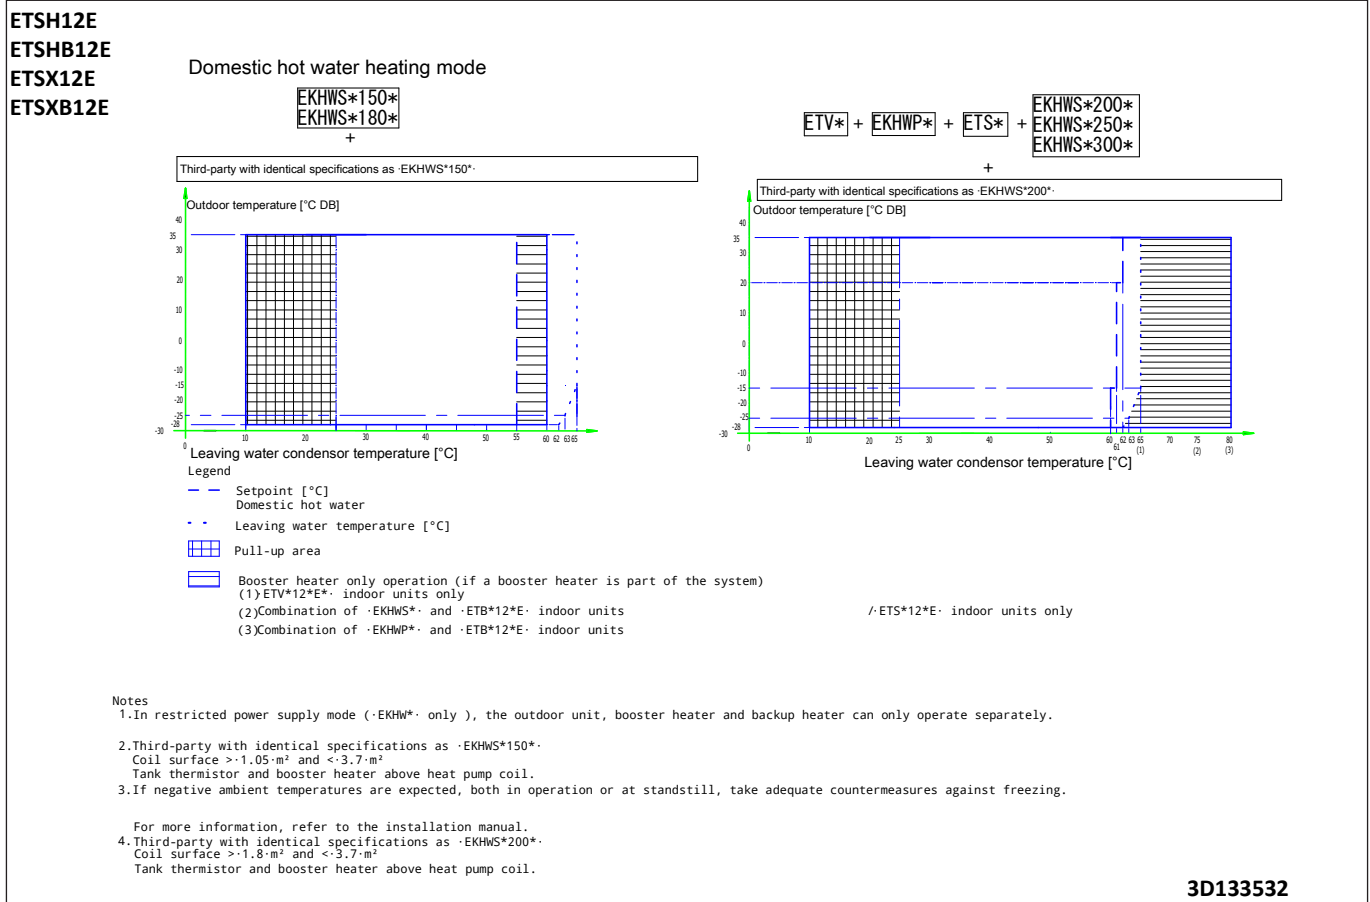 ETSH12E
ETSHB12E
ETSX12E
ETSXB12E
Domestic hot water heating mode
EKHWS*150*
EKHWS*180*
+
Third-party with identical specifications as ·EKHWS*150*·
Outdoor temperature [°C DB]
40
35
30
20
10
0
-10
-15
-20
-25
-28
-30
0 10 20 30 40 50 55 60 62 63 65
Leaving water condensor temperature [°C]
ETV* + EKHWP* + ETS* + EKHWS*200*
EKHWS*250*
EKHWS*300*
+
Third-party with identical specifications as ·EKHWS*200*·
Outdoor temperature [°C DB]
40
35
30
20
10
0
-10
-15
-20
-25
-28
-30
0 10 20 25 30 40 50 60 61 62 63 65 70 75 80
(1) (2) (3)
Leaving water condensor temperature [°C]
Legend
Setpoint [°C]
Domestic hot water
Leaving water temperature [°C]
Pull-up area
Booster heater only operation (if a booster heater is part of the system)
(1) ·ETV*12*E*· indoor units only
(2) Combination of ·EKHWS*· and ·ETB*12*E· indoor units /·ETS*12*E· indoor units only
(3) Combination of ·EKHWP*· and ·ETB*12*E· indoor units
Notes
1. In restricted power supply mode (·EKHW*· only ), the outdoor unit, booster heater and backup heater can only operate separately.
2. Third-party with identical specifications as ·EKHWS*150*·
Coil surface >·1.05·m² and <·3.7·m²
Tank thermistor and booster heater above heat pump coil.
3. If negative ambient temperatures are expected, both in operation or at standstill, take adequate countermeasures against freezing.
For more information, refer to the installation manual.
4. Third-party with identical specifications as ·EKHWS*200*·
Coil surface >·1.8·m² and <·3.7·m²
Tank thermistor and booster heater above heat pump coil.
3D133532